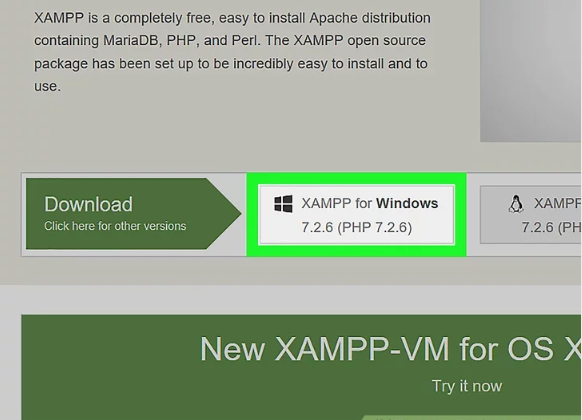 XAMPP is a completely free, easy to install Apache distribution
containing MariaDB, PHP, and Perl. The XAMPP open source
package has been set up to be incredibly easy to install and to
use.
Download
Click here for other versions
XAMPP for Windows
7.2.6 (PHP 7.2.6)
XAMPP
7.2.6 (PH
New XAMPP-VM for OS X
Try it now